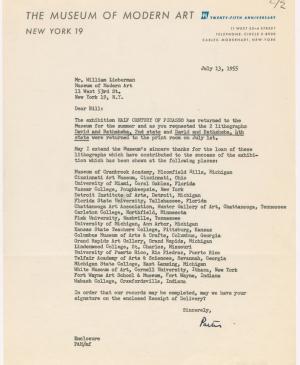 THE MUSEUM OF MODERN ART TWENTY-FIFTH ANNIVERSARY
NEW YORK 19
11 WEST 53rd STREET
TELEPHONE: CIRCLE 5-8900
CABLES: MODERNART, NEW-YORK
July 13, 1955
Mr. William Lieberman
Museum of Modern Art
11 West 53rd St.
New York 19, N.Y.
Dear Bill:
The exhibition HALF CENTURY OF PICASSO has returned to the
Museum for the summer and as you requested the 2 lithographs
David and Bathsheba, 2nd state and David and Bathsheba, 4th
state were returned to the print room on July 1st.
May I extend the Museum's sincere thanks for the loan of these
lithographs which have contributed to the success of the exhibi-
tion which has been shown at the following places:
Museum of Cranbrook Academy, Bloomfield Hills, Michigan
Cincinnati Art Museum, Cincinnati, Ohio
University of Miami, Coral Gables, Florida
Vassar College, Poughkeepsie, New York
Detroit Institute of Arts, Detroit, Michigan
Florida State University, Tallahassee, Florida
Chattanooga Art Association, Hunter Gallery of Art, Chattanooga, Tennessee
Carleton College, Northfield, Minnesota
Fisk University, Nashville, Tennessee
University of Michigan, Ann Arbor, Michigan
Kansas State Teachers College, Pittsburg, Kansas
Columbus Museum of Arts & Crafts, Columbus, Georgia
Grand Rapids Art Gallery, Grand Rapids, Michigan
Lindenwood College, St. Charles, Missouri
University of Puerto Rico, Rio Piedras, Puerto Rico
Telfair Academy of Arts & Sciences, Savannah, Georgia
Michigan State College, East Lansing, Michigan
White Museum of Art, Cornell University, Ithaca, New York
Fort Wayne Art School & Museum, Fort Wayne, Indiana
Wabash College, Crawfordsville, Indiana
In order that our records may be completed, may we have your
signature on the enclosed Receipt of Delivery?
Sincerely,
Enclosure